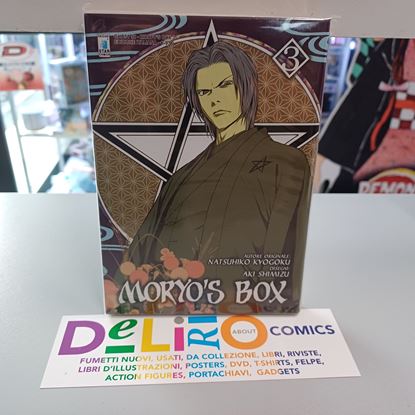 3
AUTORE ORIGINALE:
NATSUHIKO KYOGOKU
DISEGNI:
AKI SHIMIZU
MORYO'S BOX
DELIRIO ABOUT COMICS
FUMETTI NUOVI, USATI, DA COLLEZIONE, LIBRI, RIVISTE,
LIBRI D'ILLUSTRAZIONI, POSTERS, DVD, T-SHIRTS, FELPE,
ACTION FIGURES, PORTACHIAVI, GADGETS